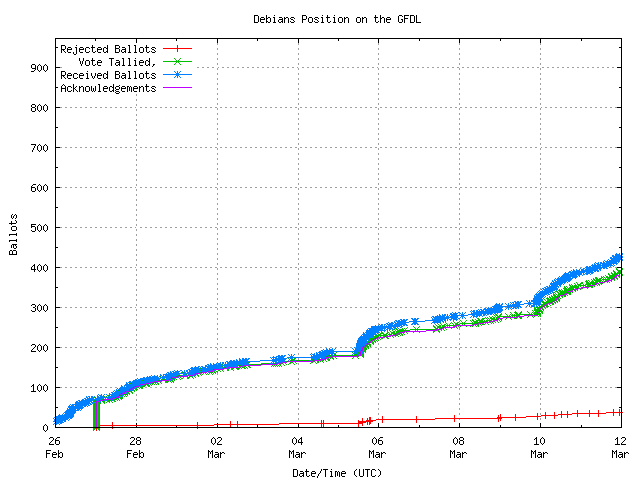 Debians Position on the GFDL
Rejected Ballots
Vote Tallied,
Received Ballots
Acknowledgements
900
800
700
600
500
400
300
200
100
0
Ballots
26 Feb
28 Feb
02 Mar
04 Mar
06 Mar
08 Mar
10 Mar
12 Mar
Date/Time (UTC)